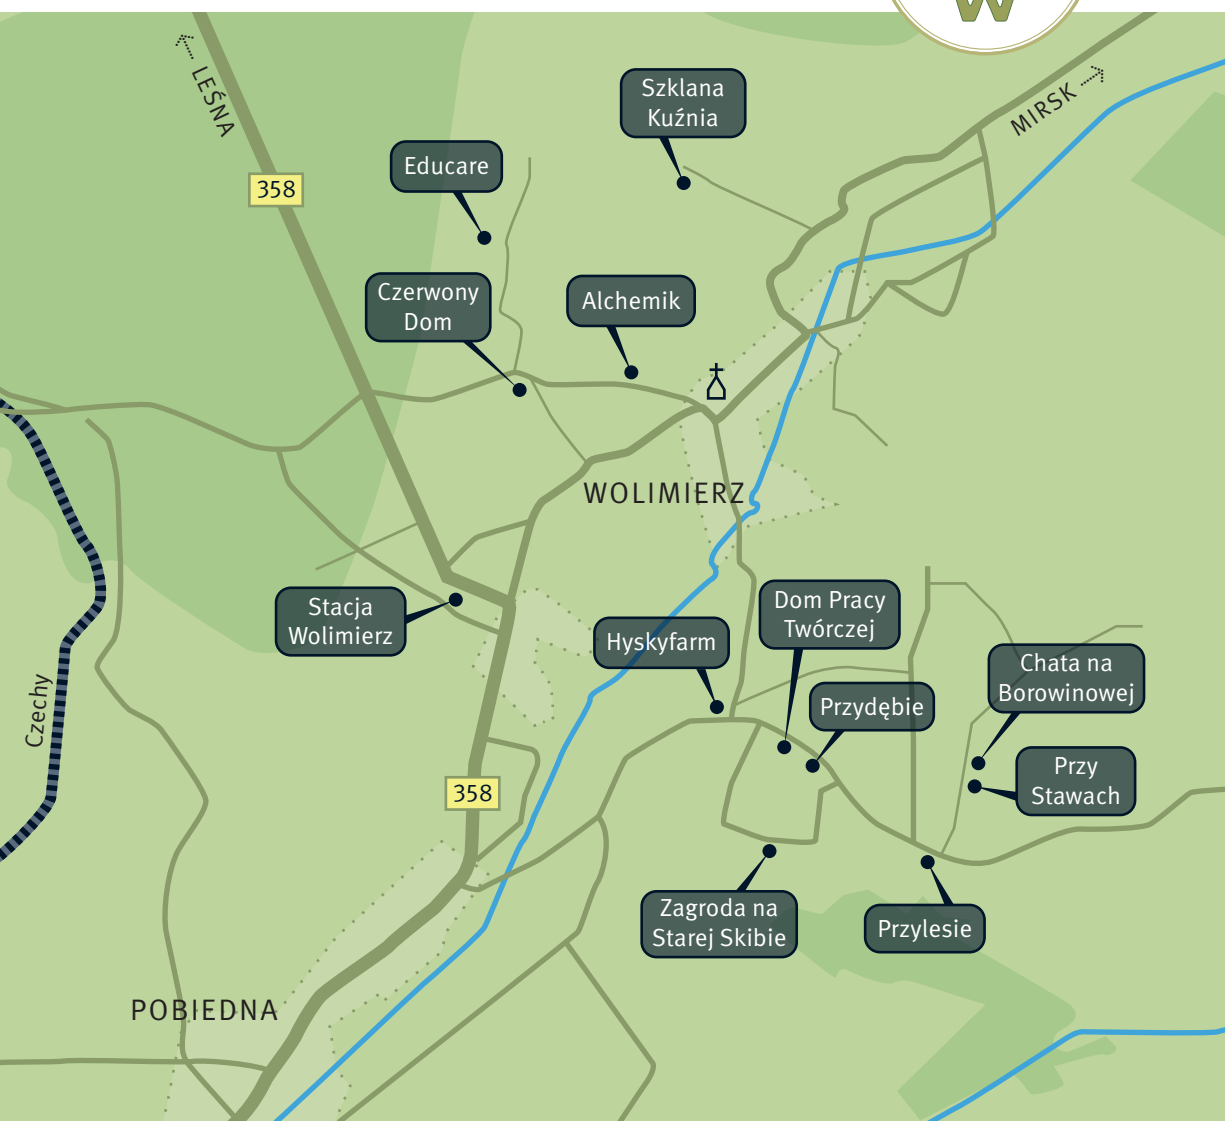 W
LEŚNA
MIRSK
Szklana
Kuźnia
Educare
358
Czerwony
Dom
Alchemik
WOLIMIERZ
Stacja
Wolimierz
Hyskyfarm
Dom Pracy
Twórczej
Chata na
Borowinowej
Przydębie
Czechy
Przy
Stawach
358
Zagroda na
Starej Skibie
Przylesie
POBIEDNA